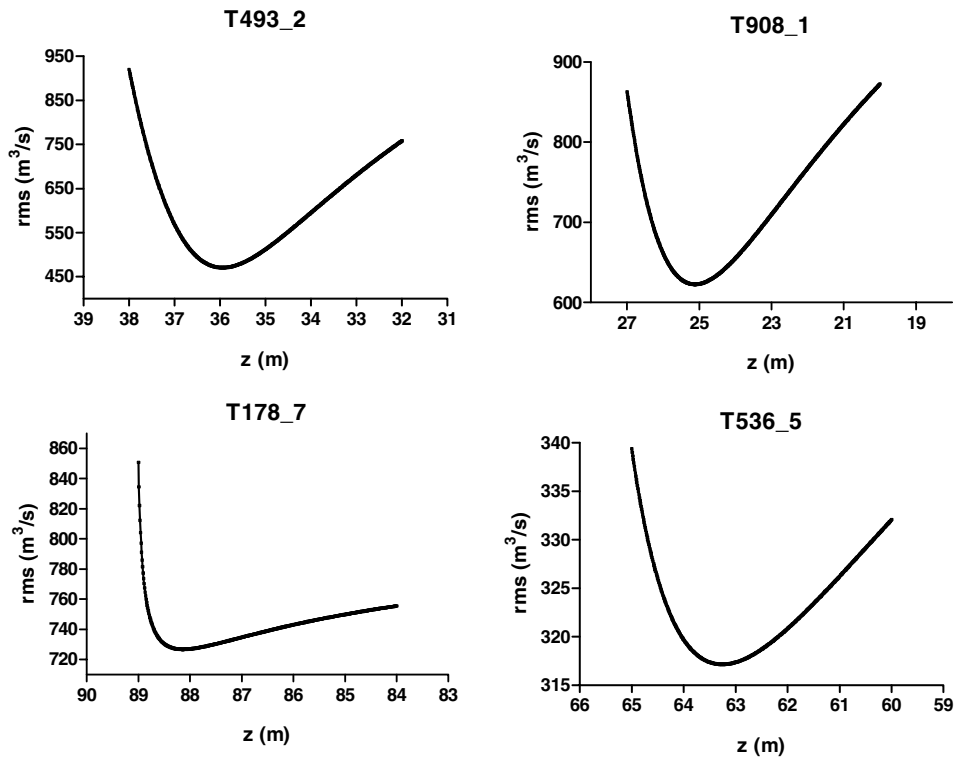 T493_2
950
850
750
650
550
450
rms (m³/s)
39 38 37 36 35 34 33 32 31
z (m)
T908_1
900
800
700
600
rms (m³/s)
27 25 23 21 19
z (m)
T178_7
860
840
820
800
780
760
740
720
rms (m³/s)
90 89 88 87 86 85 84 83
z (m)
T536_5
340
335
330
325
320
315
rms (m³/s)
66 65 64 63 62 61 60 59
z (m)